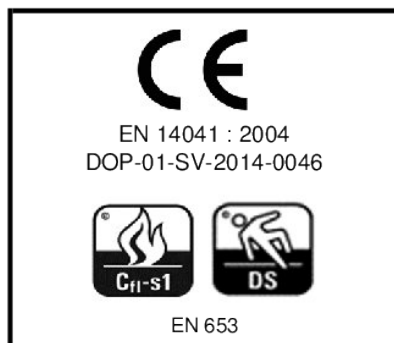 CE
EN 14041 : 2004
DOP-01-SV-2014-0046
© ©
Cfl-s1 DS
EN 653